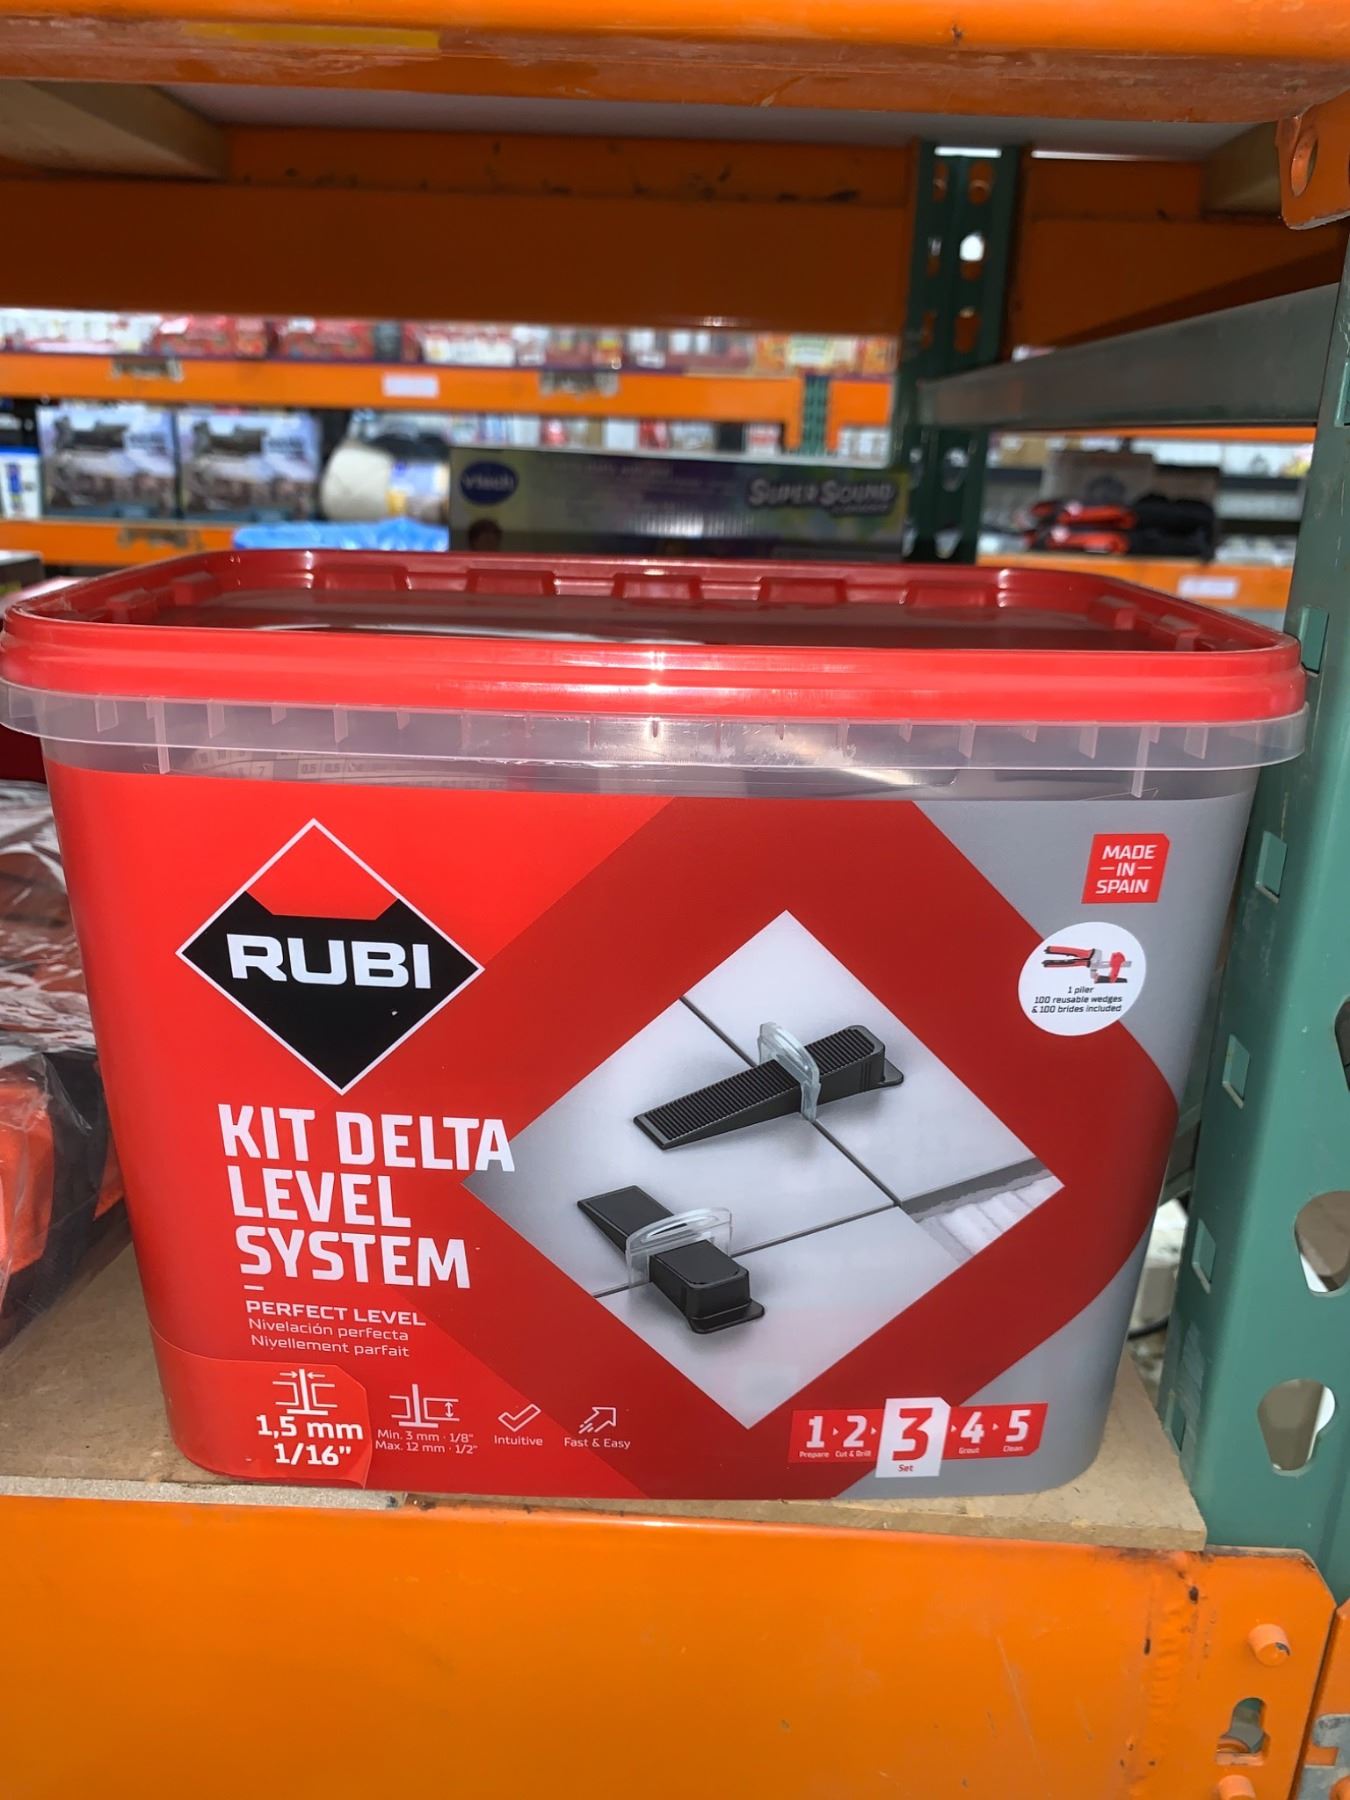 vtech
SUPER SOUND
MADE
IN
SPAIN
RUBI
1 plier
100 reusable wedges
& 100 brides included
KIT DELTA
LEVEL
SYSTEM
PERFECT LEVEL
Nivelación perfecta
Nivellement parfait
1,5 mm
1/16"
Min. 3 mm · 1/8"
Max. 12 mm · 1/2"
Intuitive
Fast & Easy
1 2 3 4 5
Prepare Cut & Drill Set Grout Clean